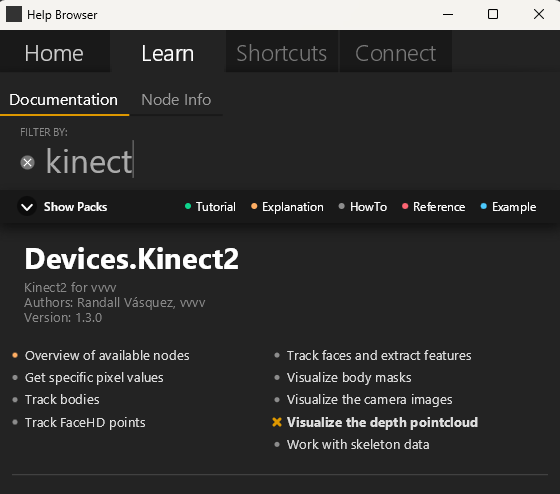 Help Browser
Home Learn Shortcuts Connect
Documentation Node Info
FILTER BY:
kinect
Show Packs Tutorial Explanation HowTo Reference Example
Devices.Kinect2
Kinect2 for vvvv
Authors: Randall Vásquez, vvvv
Version: 1.3.0
Overview of available nodes
Get specific pixel values
Track bodies
Track FaceHD points
Track faces and extract features
Visualize body masks
Visualize the camera images
Visualize the depth pointcloud
Work with skeleton data